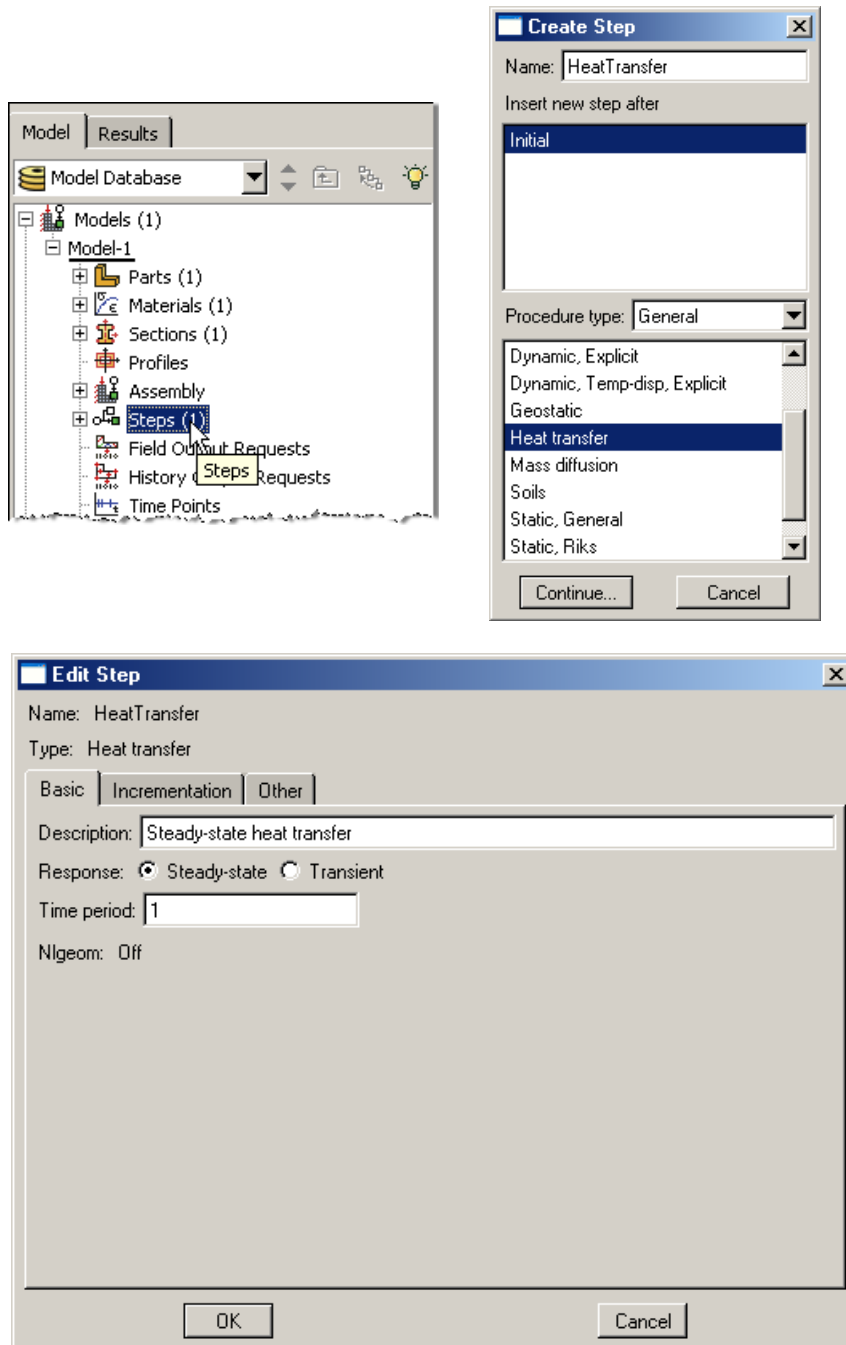 Model Results
Model Database
Models (1)
Model-1
Parts (1)
Materials (1)
Sections (1)
Profiles
Assembly
Steps (1)
Field Output Requests
History Requests
Steps
Time Points
Create Step
Name: HeatTransfer
Insert new step after
Initial
Procedure type: General
Dynamic, Explicit
Dynamic, Temp-disp, Explicit
Geostatic
Heat transfer
Mass diffusion
Soils
Static, General
Static, Riks
Continue... Cancel
Edit Step
Name: HeatTransfer
Type: Heat transfer
Basic Incrementation Other
Description: Steady-state heat transfer
Response: Steady-state Transient
Time period: 1
Nlgeom: Off
OK Cancel